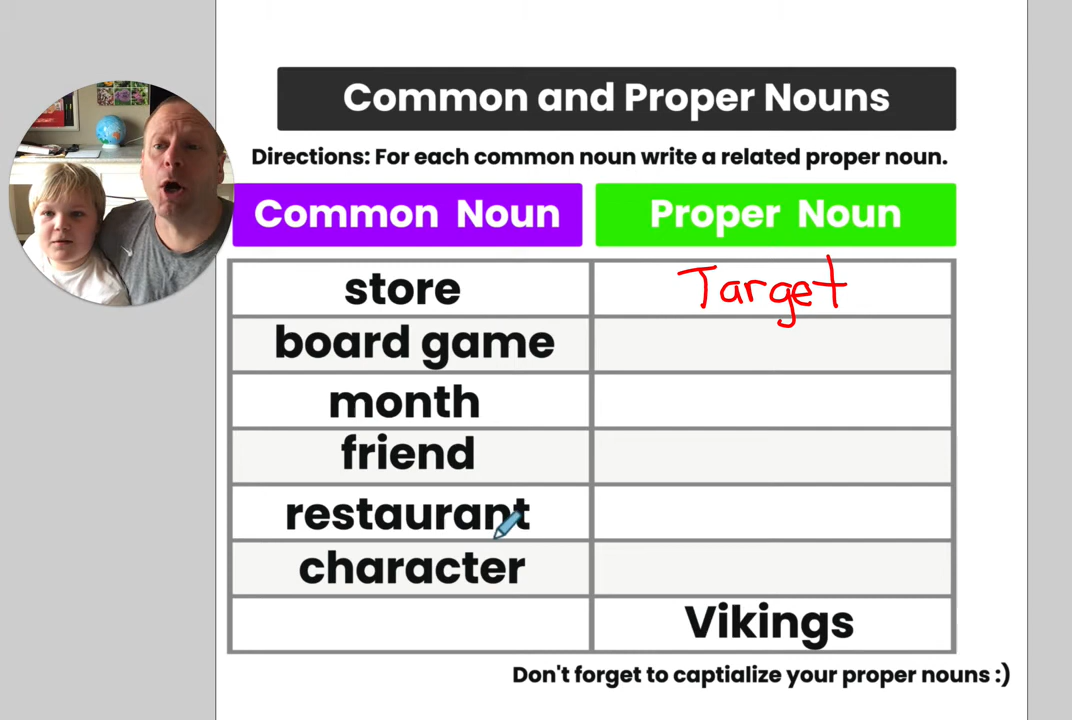 Common and Proper Nouns
Directions: For each common noun write a related proper noun.
Common Noun Proper Noun
store Target
board game
month
friend
restaurant
character
Vikings
Don't forget to captialize your proper nouns :)